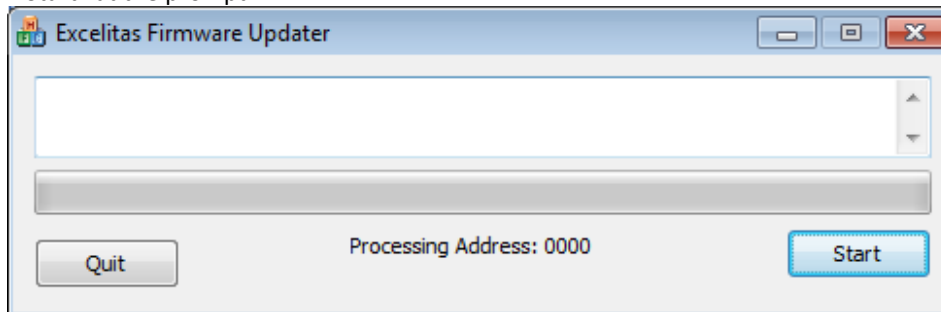 Excelitas Firmware Updater
Processing Address: 0000
Quit
Start